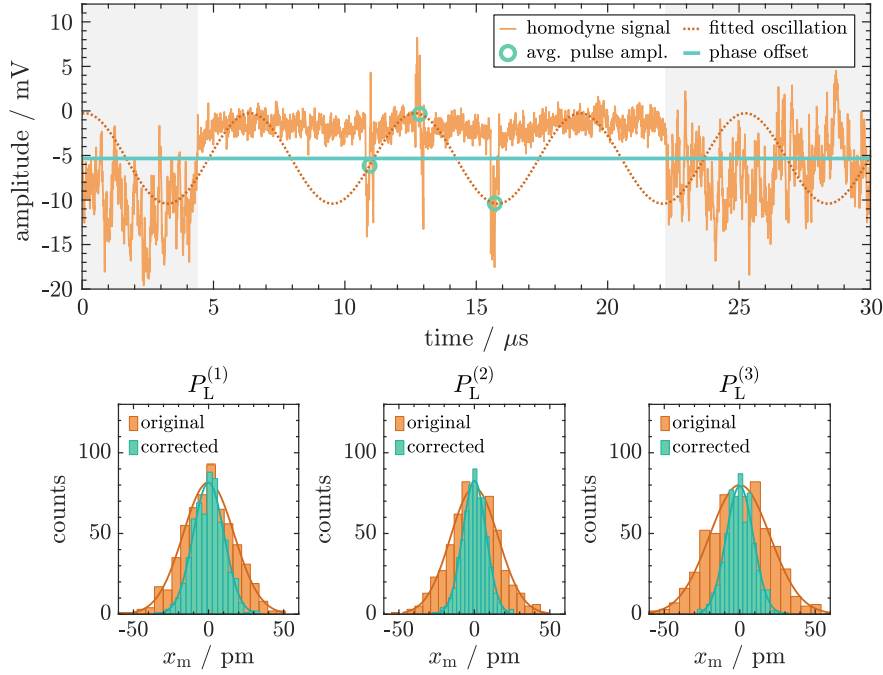 homodyne signal
fitted oscillation
avg. pulse ampl.
phase offset
amplitude / mV
10
5
0
-5
-10
-15
-20
0 5 10 15 20 25 30
time / μs
P_L^(1)
original
corrected
counts
100
50
0
-50 0 50
x_m / pm
P_L^(2)
original
corrected
counts
100
50
0
-50 0 50
x_m / pm
P_L^(3)
original
corrected
counts
100
50
0
-50 0 50
x_m / pm